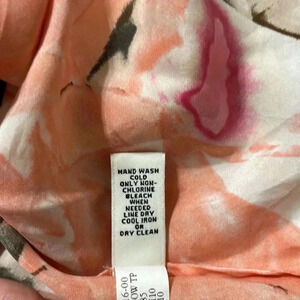 HAND WASH
COLD
ONLY NON-
CHLORINE
BLEACH
WHEN
NEEDED
LINE DRY
COOL IRON
OR
DRY CLEAN